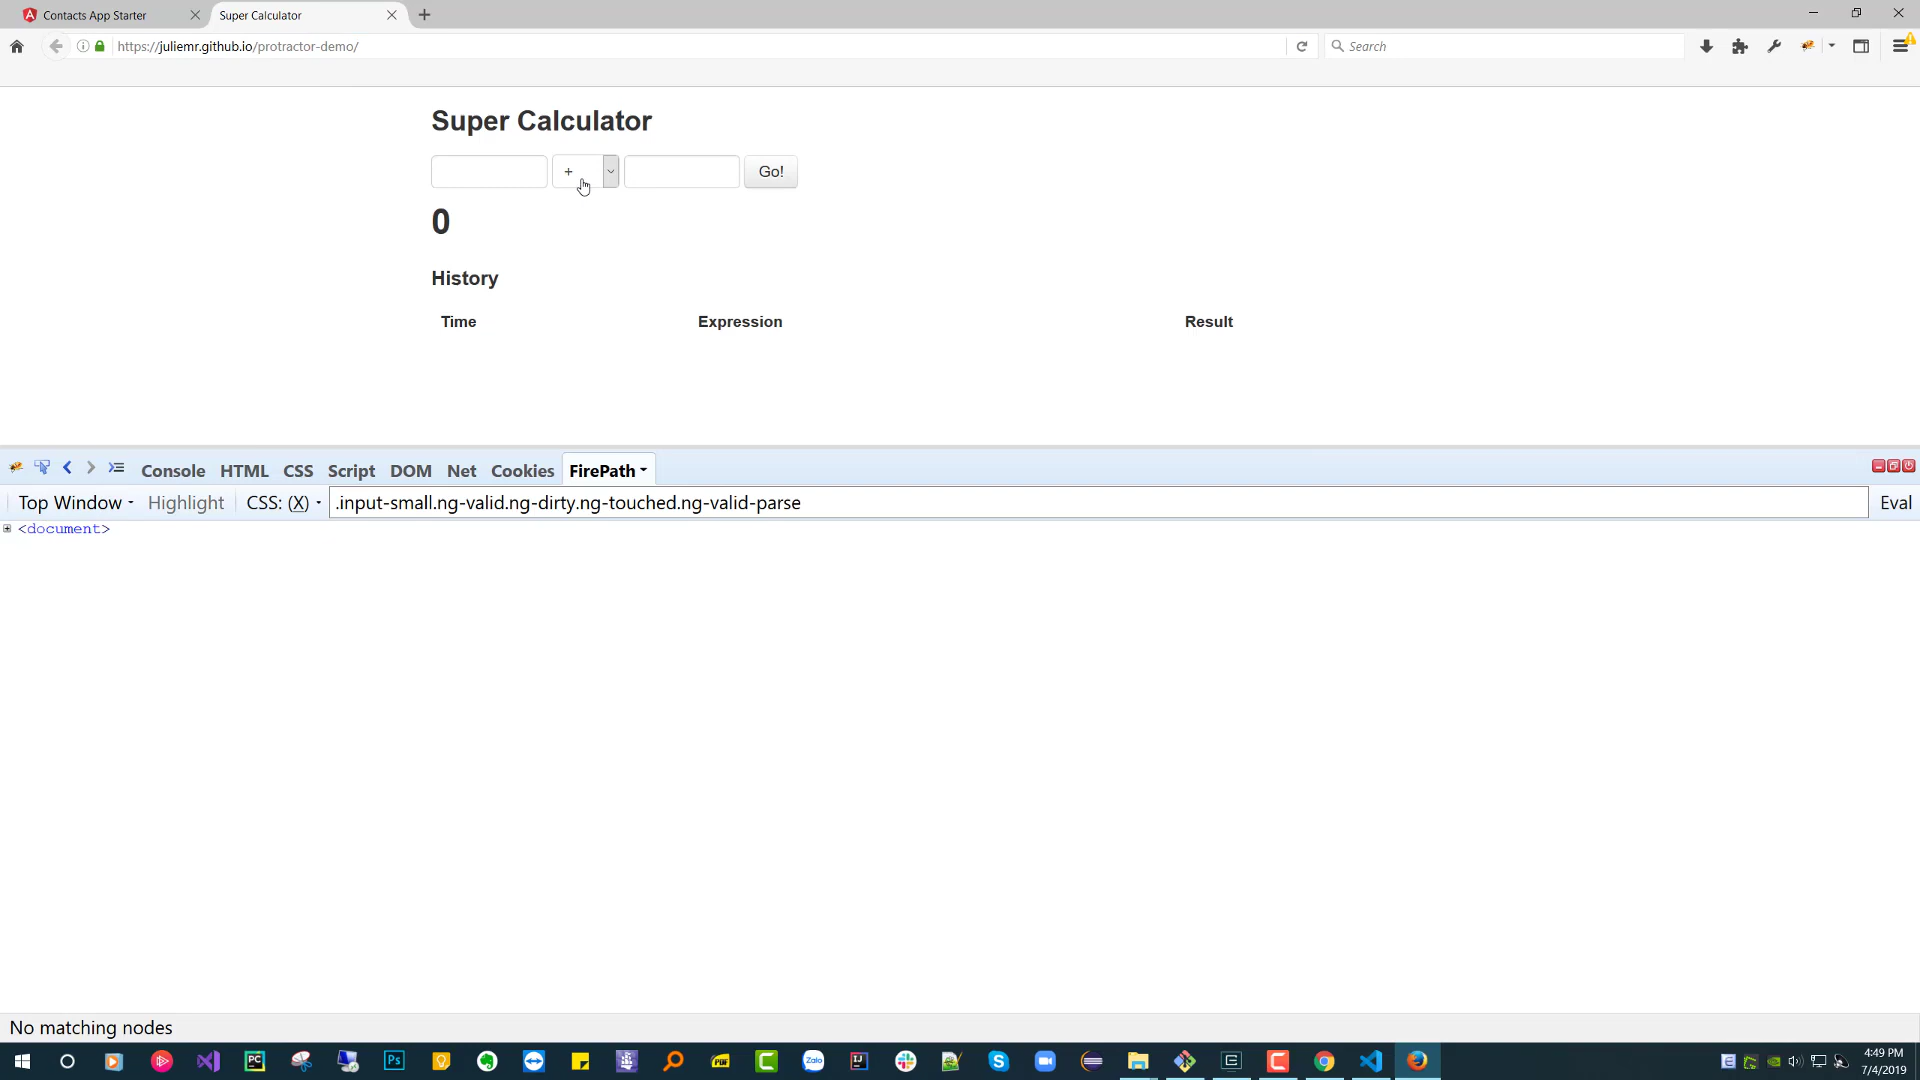 Contacts App Starter
Super Calculator
https://juliemr.github.io/protractor-demo/
Search
Super Calculator
+
Go!
0
History
Time Expression Result
Console HTML CSS Script DOM Net Cookies FirePath
Top Window Highlight CSS: (X) .input-small.ng-valid.ng-dirty.ng-touched.ng-valid-parse Eval
<document>
No matching nodes
4:49 PM
7/4/2019